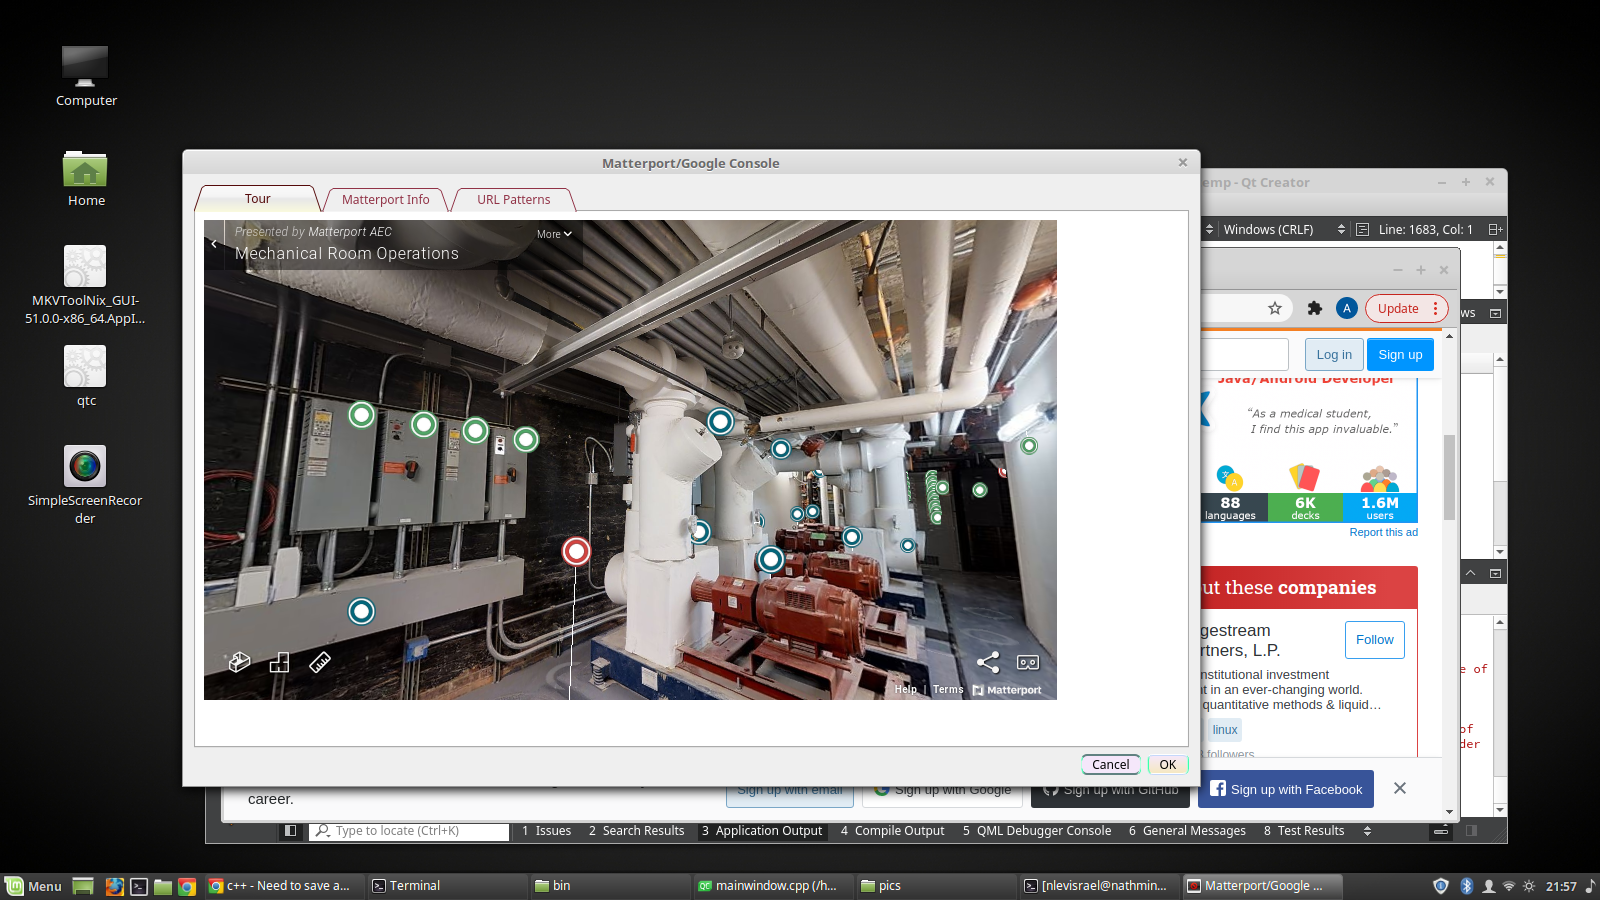 Computer
Home
MKVToolNix_GUI-
51.0.0-x86_64.AppI...
qtc
SimpleScreenRecor
der
Matterport/Google Console
Tour
Matterport Info
URL Patterns
Presented by Matterport AEC
More
Mechanical Room Operations
Help | Terms
Matterport
Cancel
OK
emp - Qt Creator
Windows (CRLF)
Line: 1683, Col: 1
ws
A
Update
Log in
Sign up
Java/Android Developer
"As a medical student,
I find this app invaluable."
A
88
languages
6K
decks
1.6M
users
Report this ad
ut these companies
gestream
rtners, L.P.
Follow
nstitutional investment
t in an ever-changing world.
quantitative methods & liquid...
linux
followers
e of
of
der
career.
Sign up with email
Sign up with Google
Sign up with GitHub
Sign up with Facebook
Type to locate (Ctrl+K)
1 Issues
2 Search Results
3 Application Output
4 Compile Output
5 QML Debugger Console
6 General Messages
8 Test Results
Menu
c++ - Need to save a...
Terminal
bin
mainwindow.cpp (/h...
pics
[nlevisrael@nathmin...
Matterport/Google ...
21:57